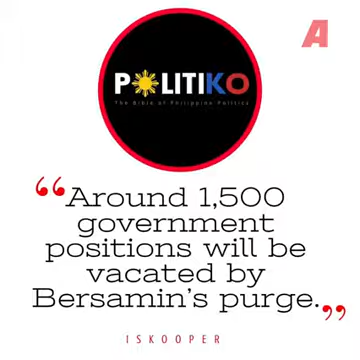 A
POLITIKO
The Bible of Philippine Politics
“Around 1,500
government
positions will be
vacated by
Bersamin’s purge.„
ISKOOPER